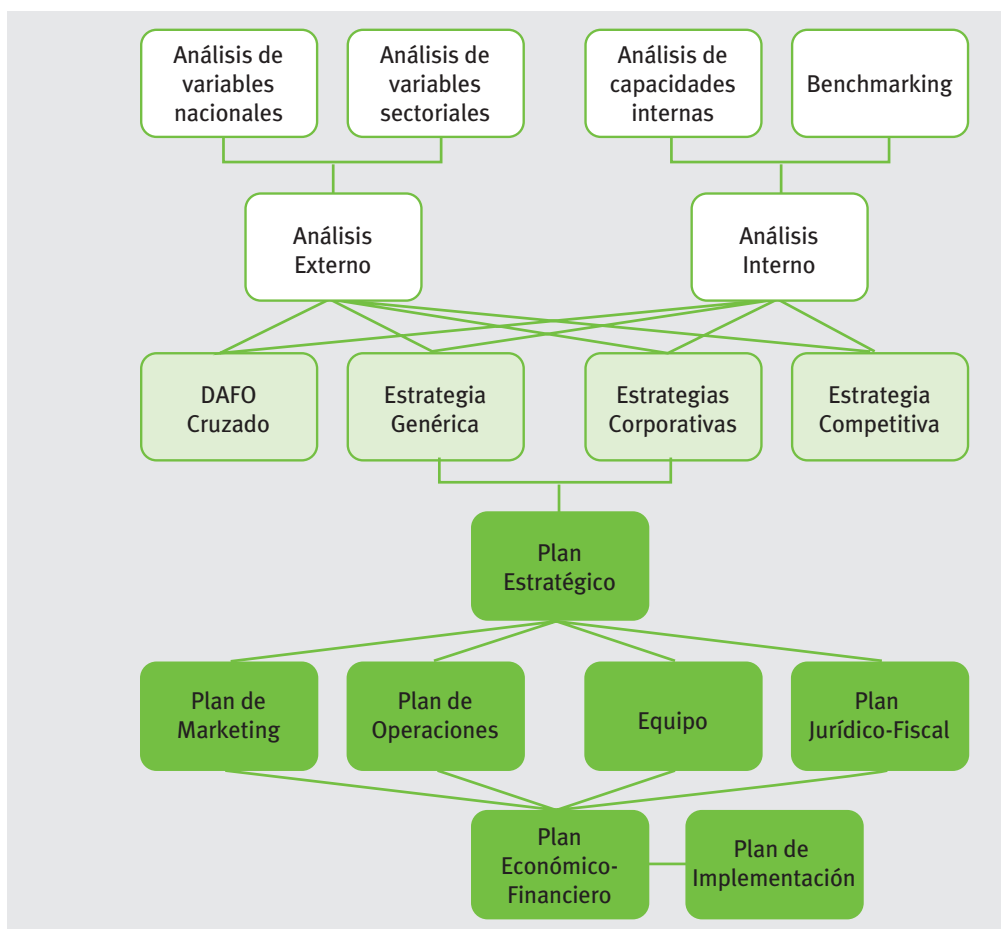 Análisis de
variables
nacionales
Análisis de
variables
sectoriales
Análisis de
capacidades
internas
Benchmarking
Análisis
Externo
Análisis
Interno
DAFO
Cruzado
Estrategia
Genérica
Estrategias
Corporativas
Estrategia
Competitiva
Plan
Estratégico
Plan de
Marketing
Plan de
Operaciones
Equipo
Plan
Jurídico-Fiscal
Plan
Económico-
Financiero
Plan de
Implementación